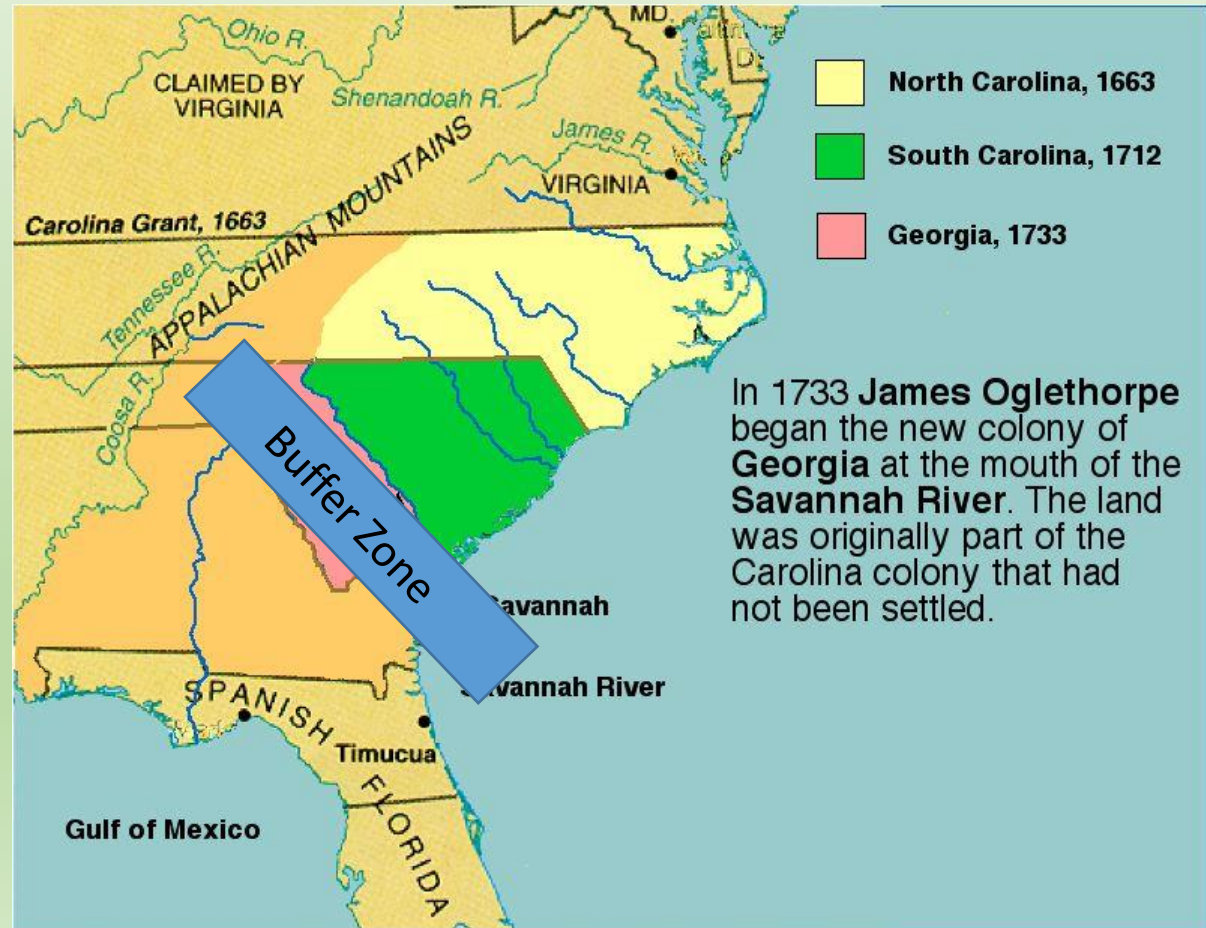 MD.
Ohio R.
CLAIMED BY
VIRGINIA
Shenandoah R.
James R.
VIRGINIA
APPALACHIAN MOUNTAINS
Carolina Grant, 1663
Tennessee R.
Coosa R.
North Carolina, 1663
South Carolina, 1712
Georgia, 1733
In 1733 James Oglethorpe
began the new colony of
Georgia at the mouth of the
Savannah River. The land
was originally part of the
Carolina colony that had
not been settled.
Buffer Zone
avannah
vannah River
SPANISH
FLORIDA
Timucua
Gulf of Mexico